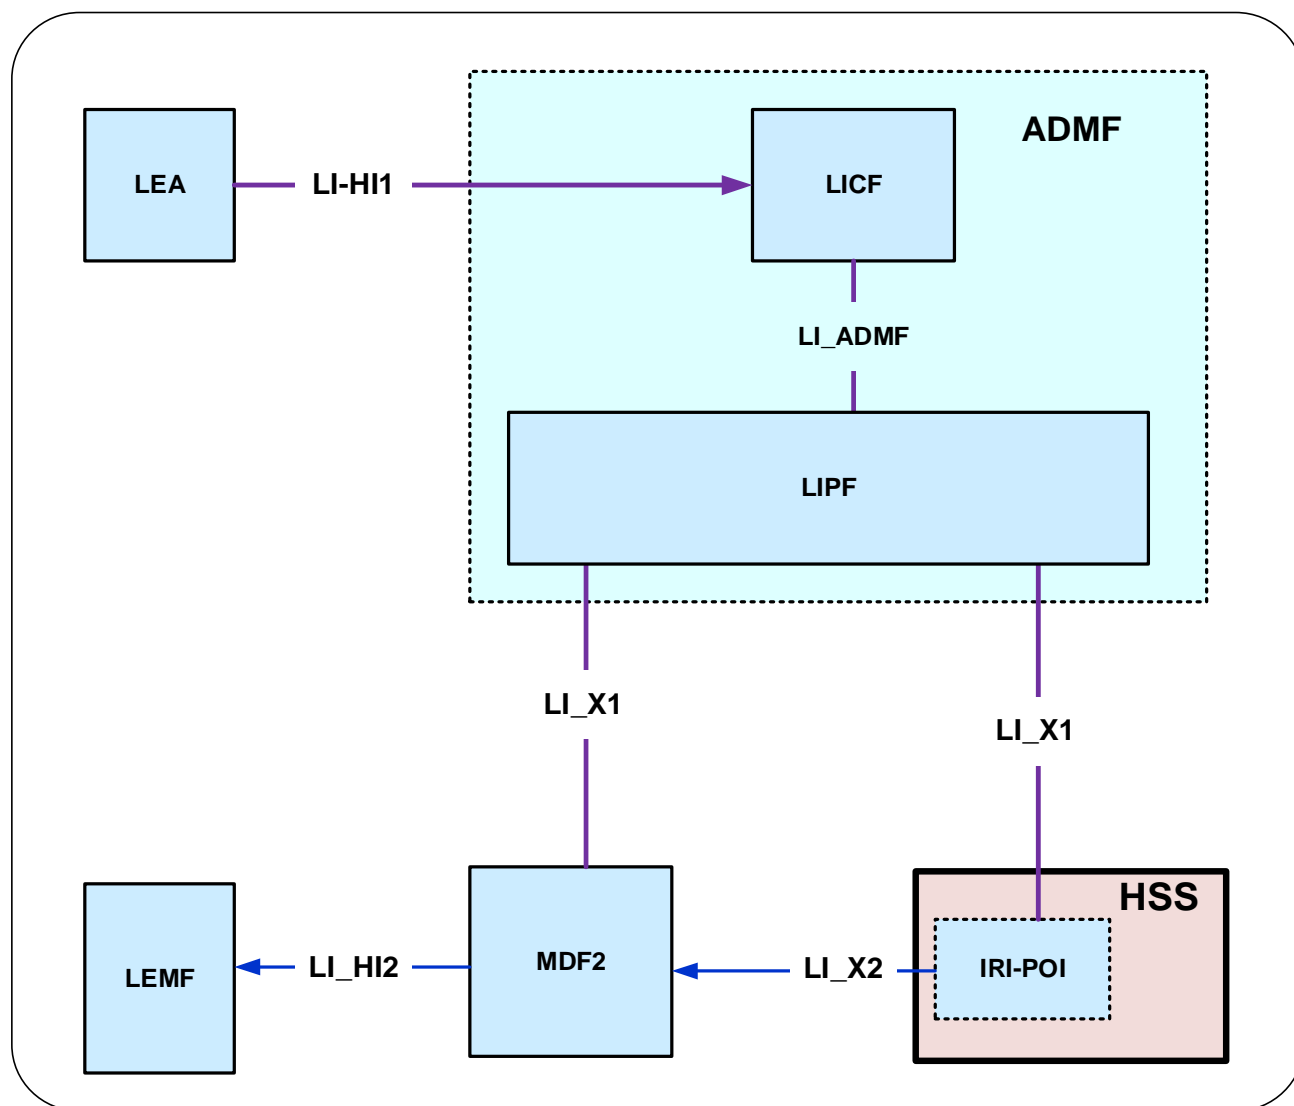 ADMF
LEA
LI-HI1
LICF
LI_ADMF
LIPF
LI_X1
LI_X1
HSS
LEMF
LI_HI2
MDF2
LI_X2
IRI-POI